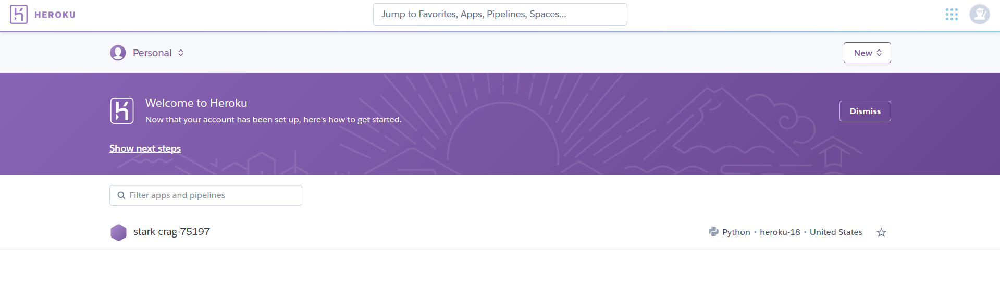 HEROKU
Jump to Favorites, Apps, Pipelines, Spaces...
Personal
New
Welcome to Heroku
Now that your account has been set up, here's how to get started.
Dismiss
Show next steps
Filter apps and pipelines
stark-crag-75197
Python • heroku-18 • United States